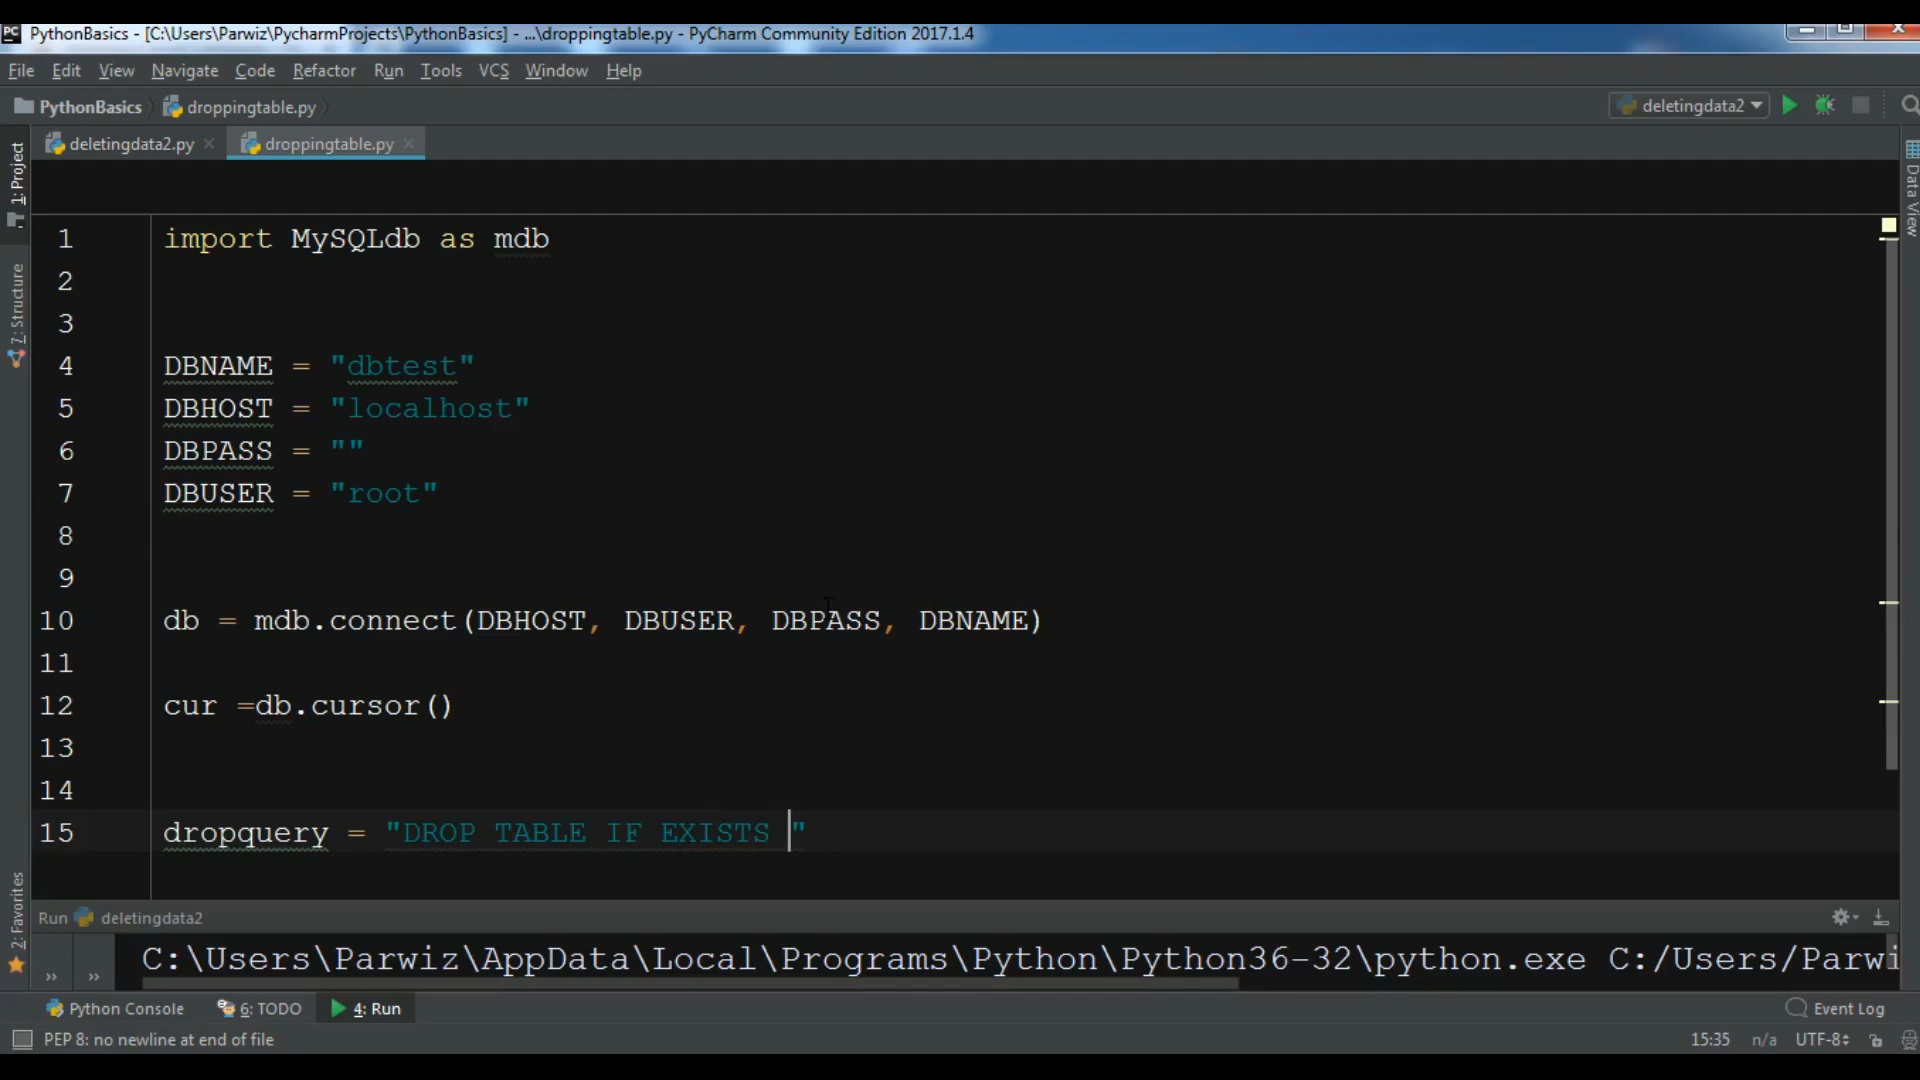 PythonBasics - [C:\Users\Parwiz\PycharmProjects\PythonBasics] - ...\droppingtable.py - PyCharm Community Edition 2017.1.4
File Edit View Navigate Code Refactor Run Tools VCS Window Help
PythonBasics droppingtable.py deletingdata2
deletingdata2.py droppingtable.py
1: Project
7: Structure
2: Favorites
Data View
1 import MySQLdb as mdb
2
3
4 DBNAME = "dbtest"
5 DBHOST = "localhost"
6 DBPASS = ""
7 DBUSER = "root"
8
9
10 db = mdb.connect(DBHOST, DBUSER, DBPASS, DBNAME)
11
12 cur =db.cursor()
13
14
15 dropquery = "DROP TABLE IF EXISTS "
Run deletingdata2
C:\Users\Parwiz\AppData\Local\Programs\Python\Python36-32\python.exe C:/Users/Parwi
Python Console 6: TODO 4: Run Event Log
PEP 8: no newline at end of file 15:35 n/a UTF-8